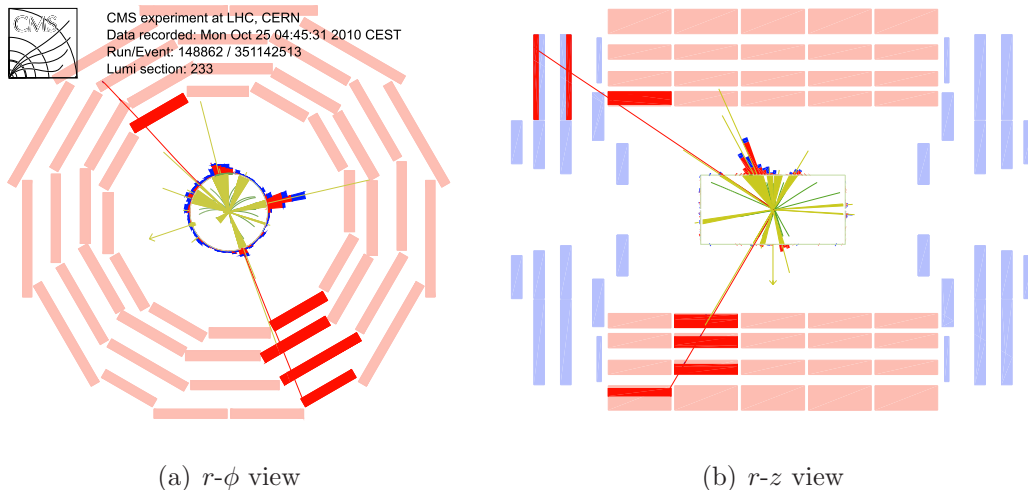 CMS
CMS experiment at LHC, CERN
Data recorded: Mon Oct 25 04:45:31 2010 CEST
Run/Event: 148862 / 351142513
Lumi section: 233
(a) r-ϕ view
(b) r-z view